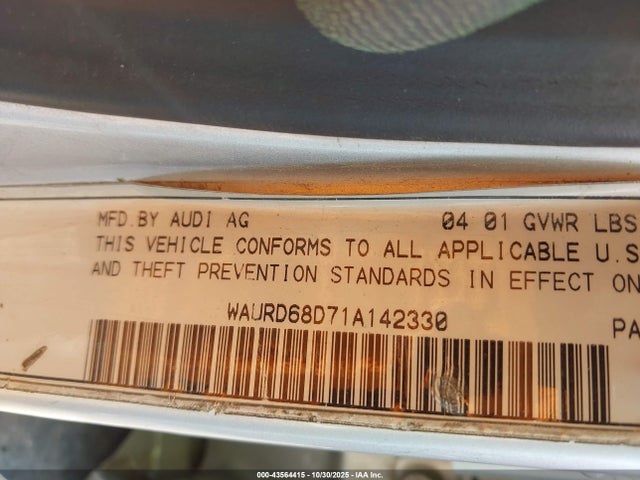 MFD.BY AUDI AG 04 01 GVWR LBS
THIS VEHICLE CONFORMS TO ALL APPLICABLE U.S
AND THEFT PREVENTION STANDARDS IN EFFECT ON
WAURD68D71A142330
PA
000-43564415 • 10/30/2025 • IAA Inc.